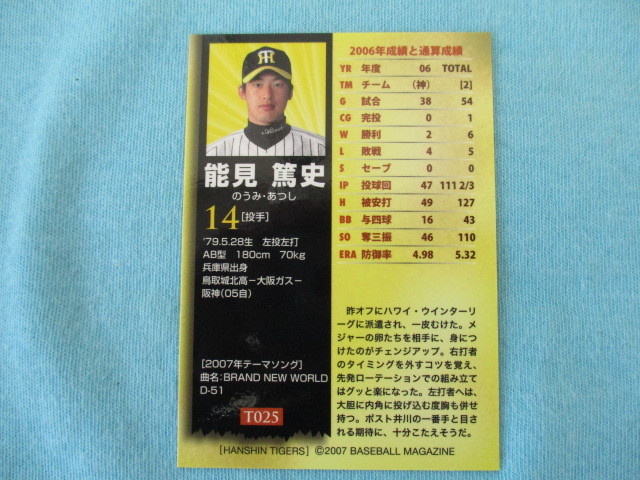 能見 篤史
のうみ・あつし
14[投手]
'79.5.28生 左投左打
AB型 180cm 70kg
兵庫県出身
鳥取城北高－大阪ガス－
阪神(05自)
[2007年テーマソング]
曲名:BRAND NEW WORLD
D-51
T025
2006年成績と通算成績
YR 年度 06 TOTAL
TM チーム (神) [2]
G 試合 38 54
CG 完投 0 1
W 勝利 2 6
L 敗戦 4 5
S セーブ 0 0
IP 投球回 47 111 2/3
H 被安打 49 127
BB 与四球 16 43
SO 奪三振 46 110
ERA 防御率 4.98 5.32
昨オフにハワイ・ウインターリ
ーグに派遣され、一皮むけた。メ
ジャーの卵たちを相手に、身につ
けたのがチェンジアップ。右打者
のタイミングを外すコツを覚え、
先発ローテーションでの組み立て
はグッと楽になった。左打者へは、
大胆に内角に投げ込む度胸も併せ
持つ。ポスト井川の一番手と目さ
れる期待に、十分こたえそうだ。
[HANSHIN TIGERS] ©2007 BASEBALL MAGAZINE